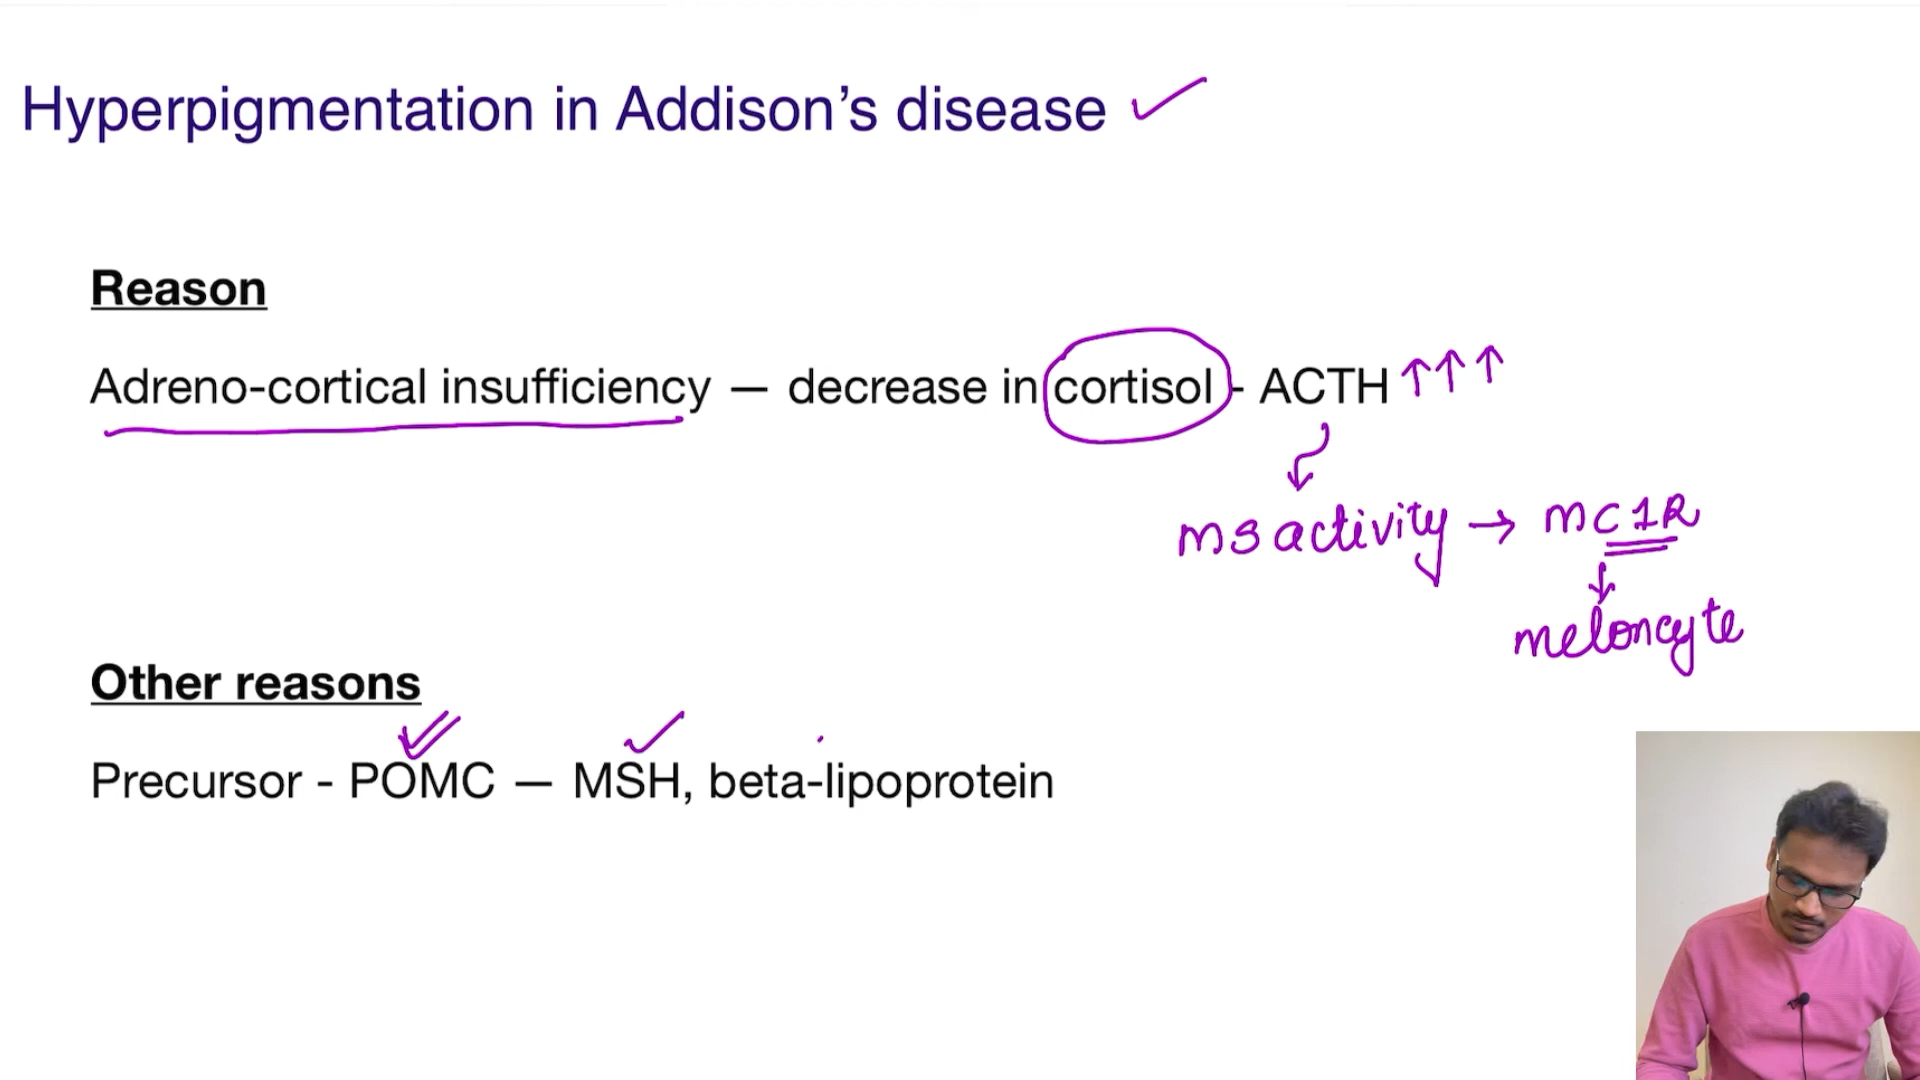 Hyperpigmentation in Addison’s disease
Reason
Adreno-cortical insufficiency — decrease in cortisol - ACTH ↑↑↑
ms activity → MC1R
↓
meloncyte
Other reasons
Precursor - POMC — MSH, beta-lipoprotein